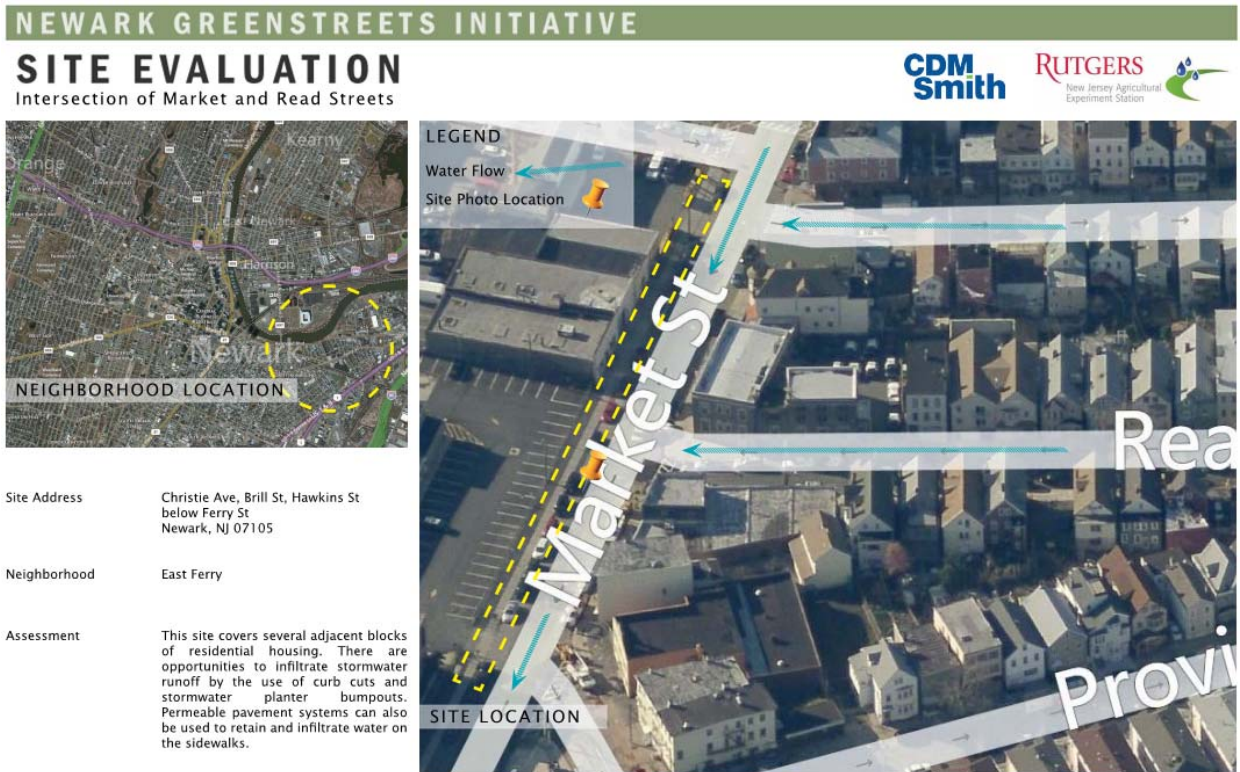 NEWARK GREENSTREETS INITIATIVE
SITE EVALUATION
Intersection of Market and Read Streets
CDM
Smith
RUTGERS
New Jersey Agricultural
Experiment Station
Orange
Kearny
East Newark
Harrison
Newark
NEIGHBORHOOD LOCATION
LEGEND
Water Flow
Site Photo Location
Market St
Rea
Provi
SITE LOCATION
Site Address
Christie Ave, Brill St, Hawkins St
below Ferry St
Newark, NJ 07105
Neighborhood
East Ferry
Assessment
This site covers several adjacent blocks
of residential housing. There are
opportunities to infiltrate stormwater
runoff by the use of curb cuts and
stormwater planter bumpouts.
Permeable pavement systems can also
be used to retain and infiltrate water on
the sidewalks.